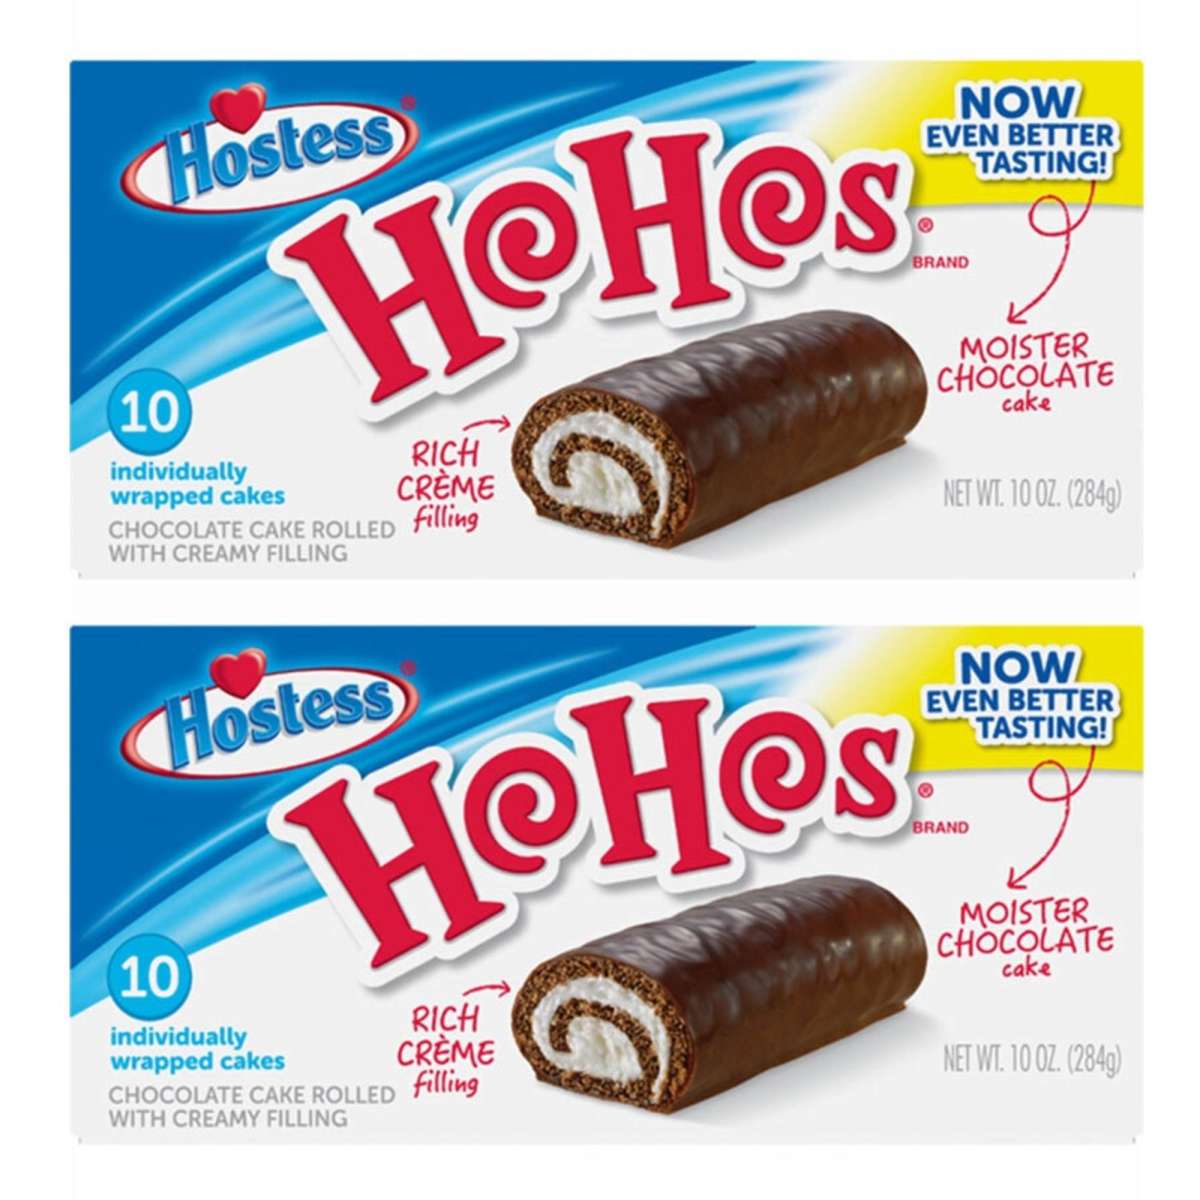 Hostess®
HoHos®
BRAND
NOW
EVEN BETTER
TASTING!
MOISTER
CHOCOLATE
cake
10
individually
wrapped cakes
CHOCOLATE CAKE ROLLED
WITH CREAMY FILLING
RICH
CRÈME
filling
NET WT. 10 OZ. (284g)
Hostess®
HoHos®
BRAND
NOW
EVEN BETTER
TASTING!
MOISTER
CHOCOLATE
cake
10
individually
wrapped cakes
CHOCOLATE CAKE ROLLED
WITH CREAMY FILLING
RICH
CRÈME
filling
NET WT. 10 OZ. (284g)